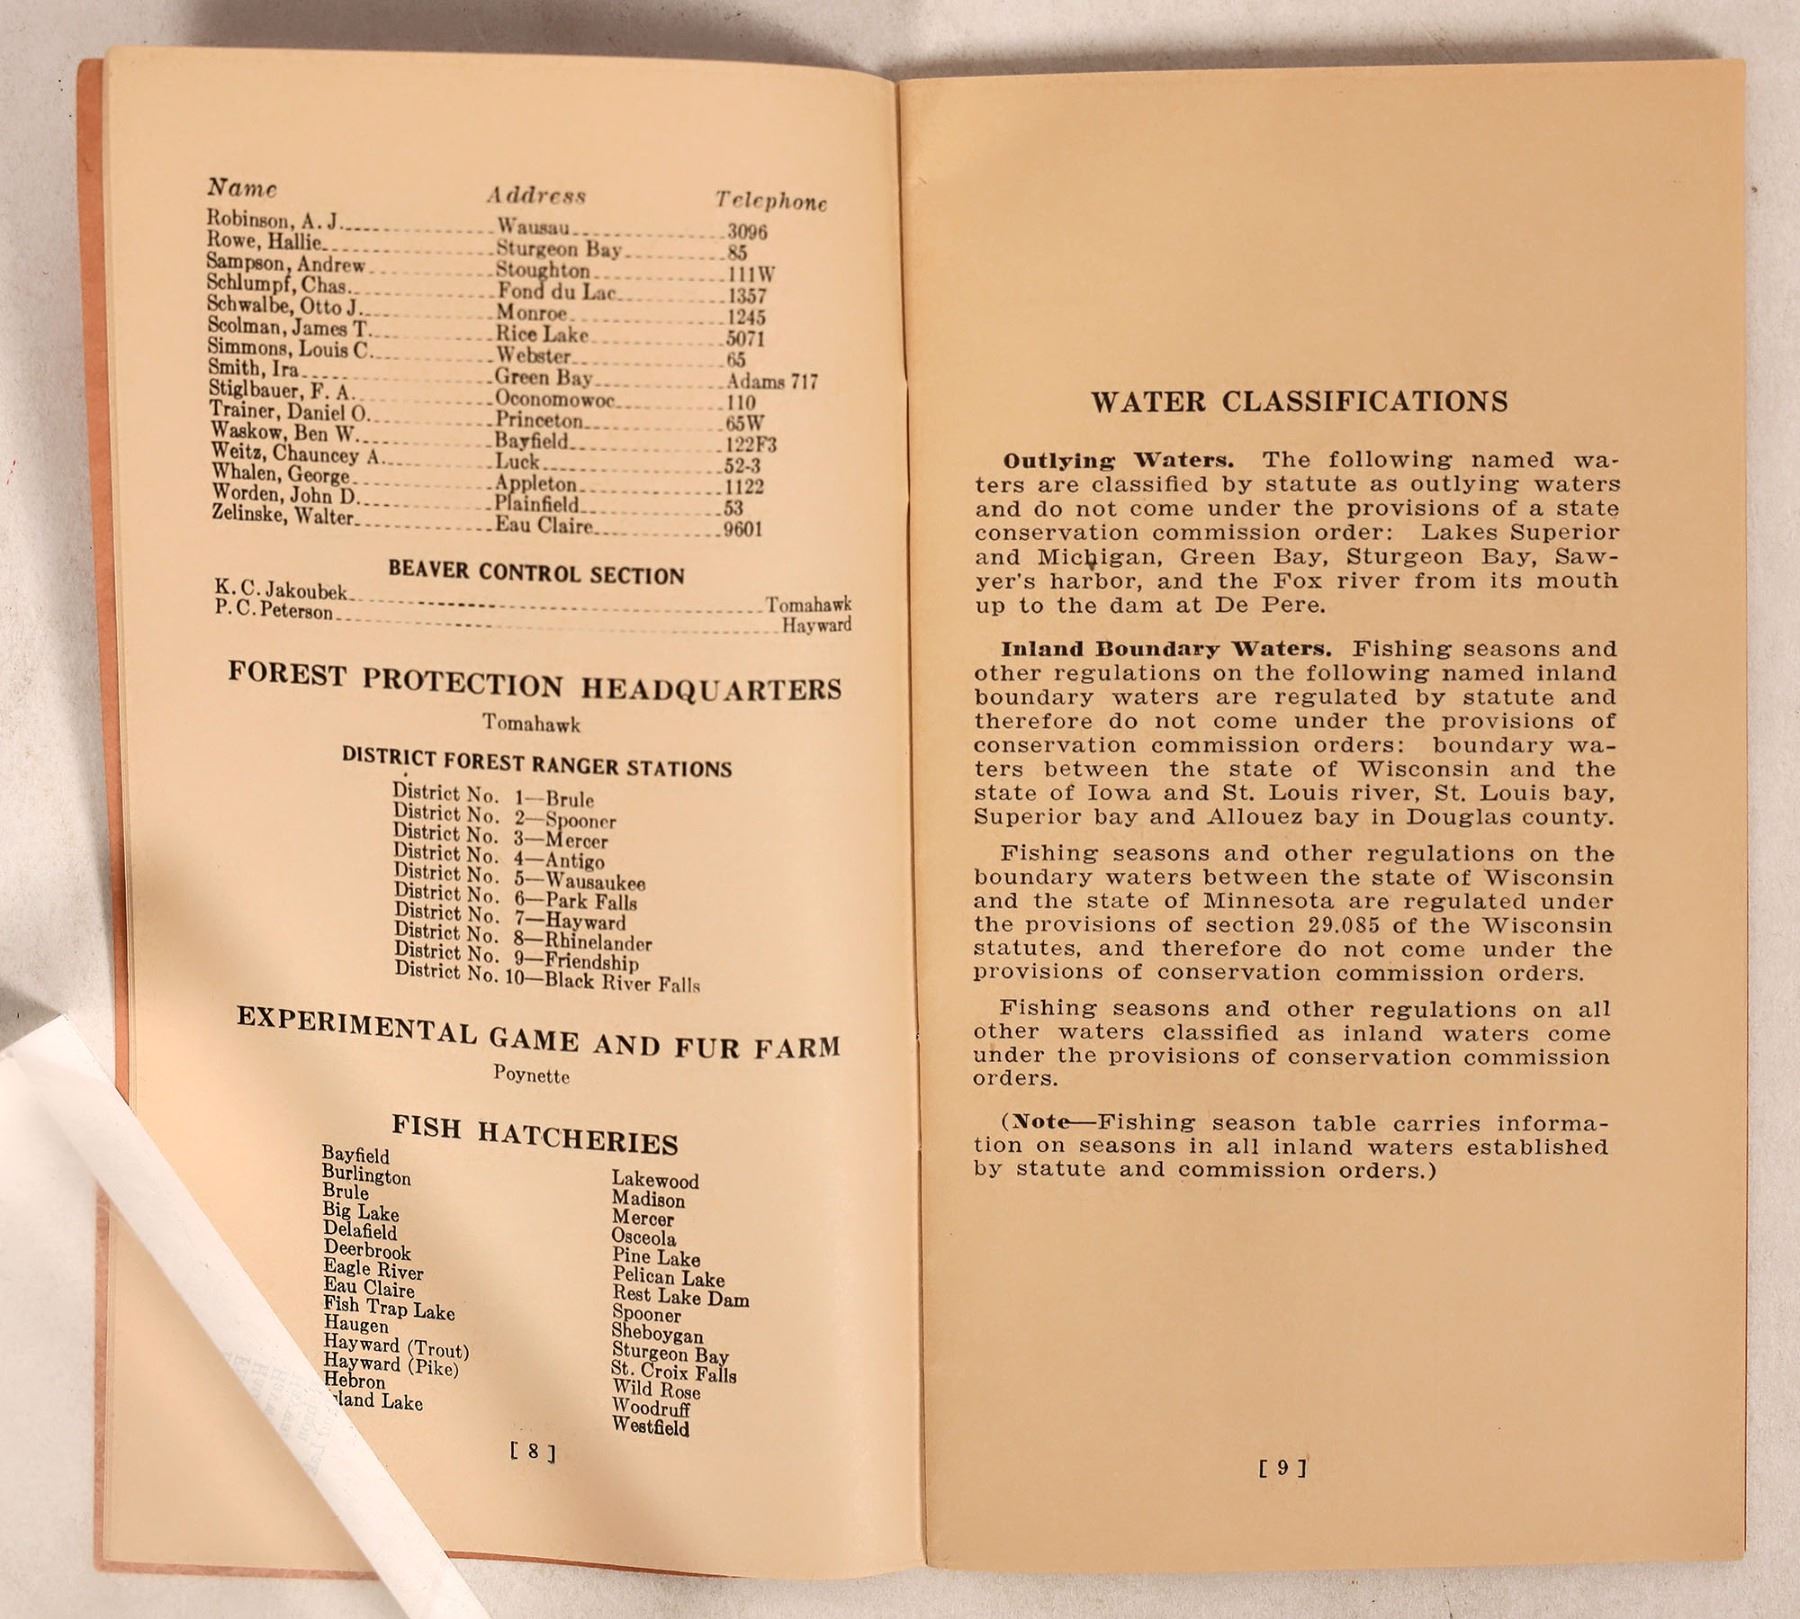 Name Address Telephone
Robinson, A. J. Wausau 3096
Rowe, Hallie Sturgeon Bay 85
Sampson, Andrew Stoughton 111W
Schlumpf, Chas. Fond du Lac 1357
Schwalbe, Otto J. Monroe 1245
Scolman, James T. Rice Lake 5071
Simmons, Louis C. Webster 65
Smith, Ira Green Bay Adams 717
Stiglbauer, F. A. Oconomowoc 110
Trainer, Daniel O. Princeton 65W
Waskow, Ben W. Bayfield 122F3
Weitz, Chauncey A. Luck 52-3
Whalen, George Appleton 1122
Worden, John D. Plainfield 53
Zelinske, Walter Eau Claire 9601
BEAVER CONTROL SECTION
K. C. Jakoubek Tomahawk
P. C. Peterson Hayward
FOREST PROTECTION HEADQUARTERS
Tomahawk
DISTRICT FOREST RANGER STATIONS
District No. 1—Brule
District No. 2—Spooner
District No. 3—Mercer
District No. 4—Antigo
District No. 5—Wausaukee
District No. 6—Park Falls
District No. 7—Hayward
District No. 8—Rhinelander
District No. 9—Friendship
District No. 10—Black River Falls
EXPERIMENTAL GAME AND FUR FARM
Poynette
FISH HATCHERIES
Bayfield
Burlington
Brule
Big Lake
Delafield
Deerbrook
Eagle River
Eau Claire
Fish Trap Lake
Haugen
Hayward (Trout)
Hayward (Pike)
Hebron
land Lake
Lakewood
Madison
Mercer
Osceola
Pine Lake
Pelican Lake
Rest Lake Dam
Spooner
Sheboygan
Sturgeon Bay
St. Croix Falls
Wild Rose
Woodruff
Westfield
[ 8 ]
WATER CLASSIFICATIONS
Outlying Waters. The following named wa-
ters are classified by statute as outlying waters
and do not come under the provisions of a state
conservation commission order: Lakes Superior
and Michigan, Green Bay, Sturgeon Bay, Saw-
yer's harbor, and the Fox river from its mouth
up to the dam at De Pere.
Inland Boundary Waters. Fishing seasons and
other regulations on the following named inland
boundary waters are regulated by statute and
therefore do not come under the provisions of
conservation commission orders: boundary wa-
ters between the state of Wisconsin and the
state of Iowa and St. Louis river, St. Louis bay,
Superior bay and Allouez bay in Douglas county.
Fishing seasons and other regulations on the
boundary waters between the state of Wisconsin
and the state of Minnesota are regulated under
the provisions of section 29.085 of the Wisconsin
statutes, and therefore do not come under the
provisions of conservation commission orders.
Fishing seasons and other regulations on all
other waters classified as inland waters come
under the provisions of conservation commission
orders.
(Note—Fishing season table carries informa-
tion on seasons in all inland waters established
by statute and commission orders.)
[ 9 ]